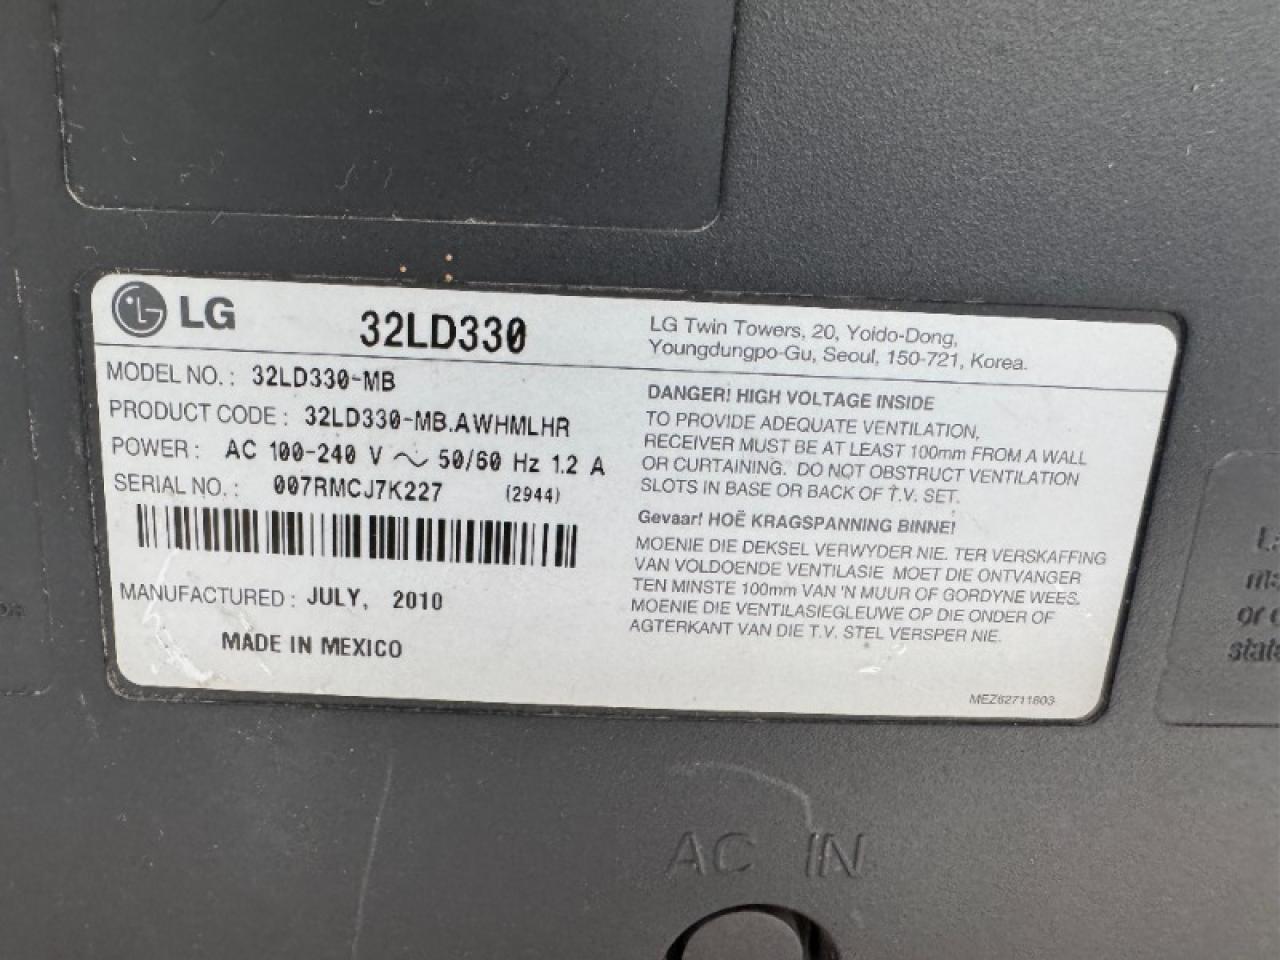 LG
32LD330
LG Twin Towers, 20, Yoido-Dong,
Youngdungpo-Gu, Seoul, 150-721, Korea.
MODEL NO. : 32LD330-MB
PRODUCT CODE : 32LD330-MB.AWHMLHR
POWER : AC 100-240 V ~ 50/60 Hz 1.2 A
SERIAL NO. : 007RMCJ7K227 (2944)
MANUFACTURED : JULY, 2010
MADE IN MEXICO
DANGER! HIGH VOLTAGE INSIDE
TO PROVIDE ADEQUATE VENTILATION,
RECEIVER MUST BE AT LEAST 100mm FROM A WALL
OR CURTAINING. DO NOT OBSTRUCT VENTILATION
SLOTS IN BASE OR BACK OF T.V. SET.
Gevaar! HOË KRAGSPANNING BINNE!
MOENIE DIE DEKSEL VERWYDER NIE. TER VERSKAFFING
VAN VOLDOENDE VENTILASIE MOET DIE ONTVANGER
TEN MINSTE 100mm VAN 'N MUUR OF GORDYNE WEES.
MOENIE DIE VENTILASIEGLEUWE OP DIE ONDER OF
AGTERKANT VAN DIE T.V. STEL VERSPER NIE.
MEZ62711803
AC IN